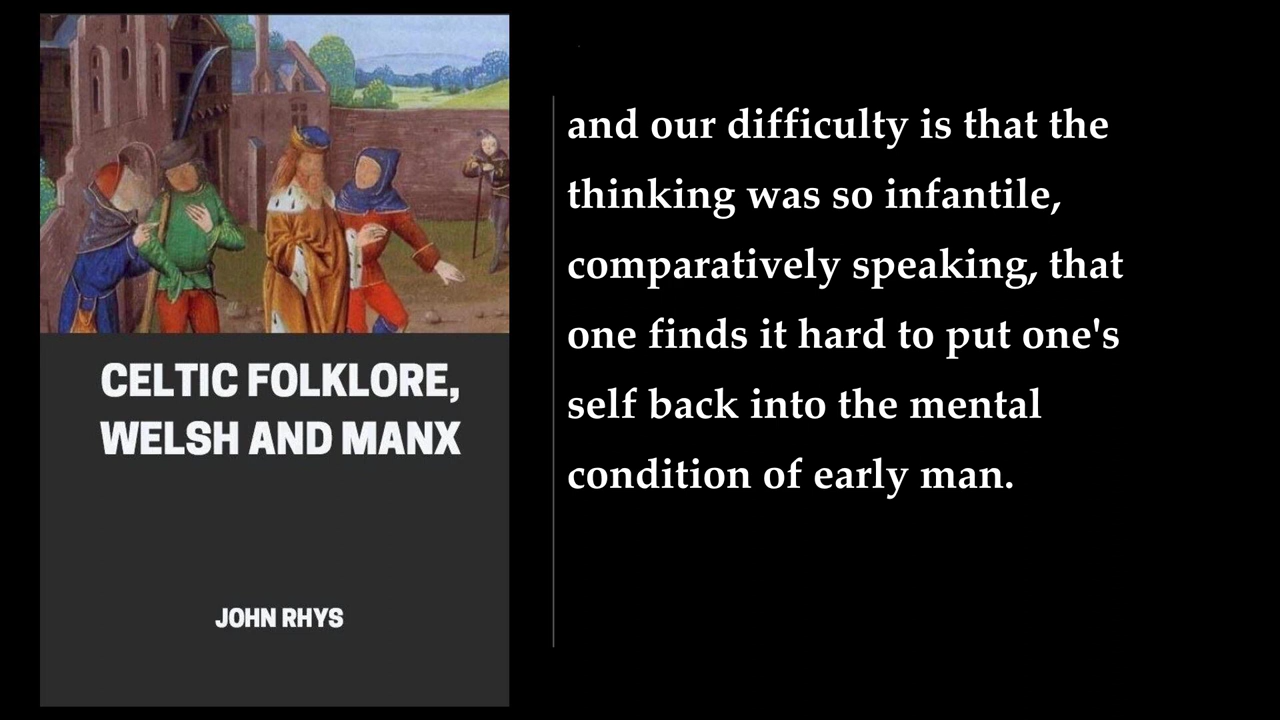 CELTIC FOLKLORE,
WELSH AND MANX
JOHN RHYS
and our difficulty is that the
thinking was so infantile,
comparatively speaking, that
one finds it hard to put one's
self back into the mental
condition of early man.